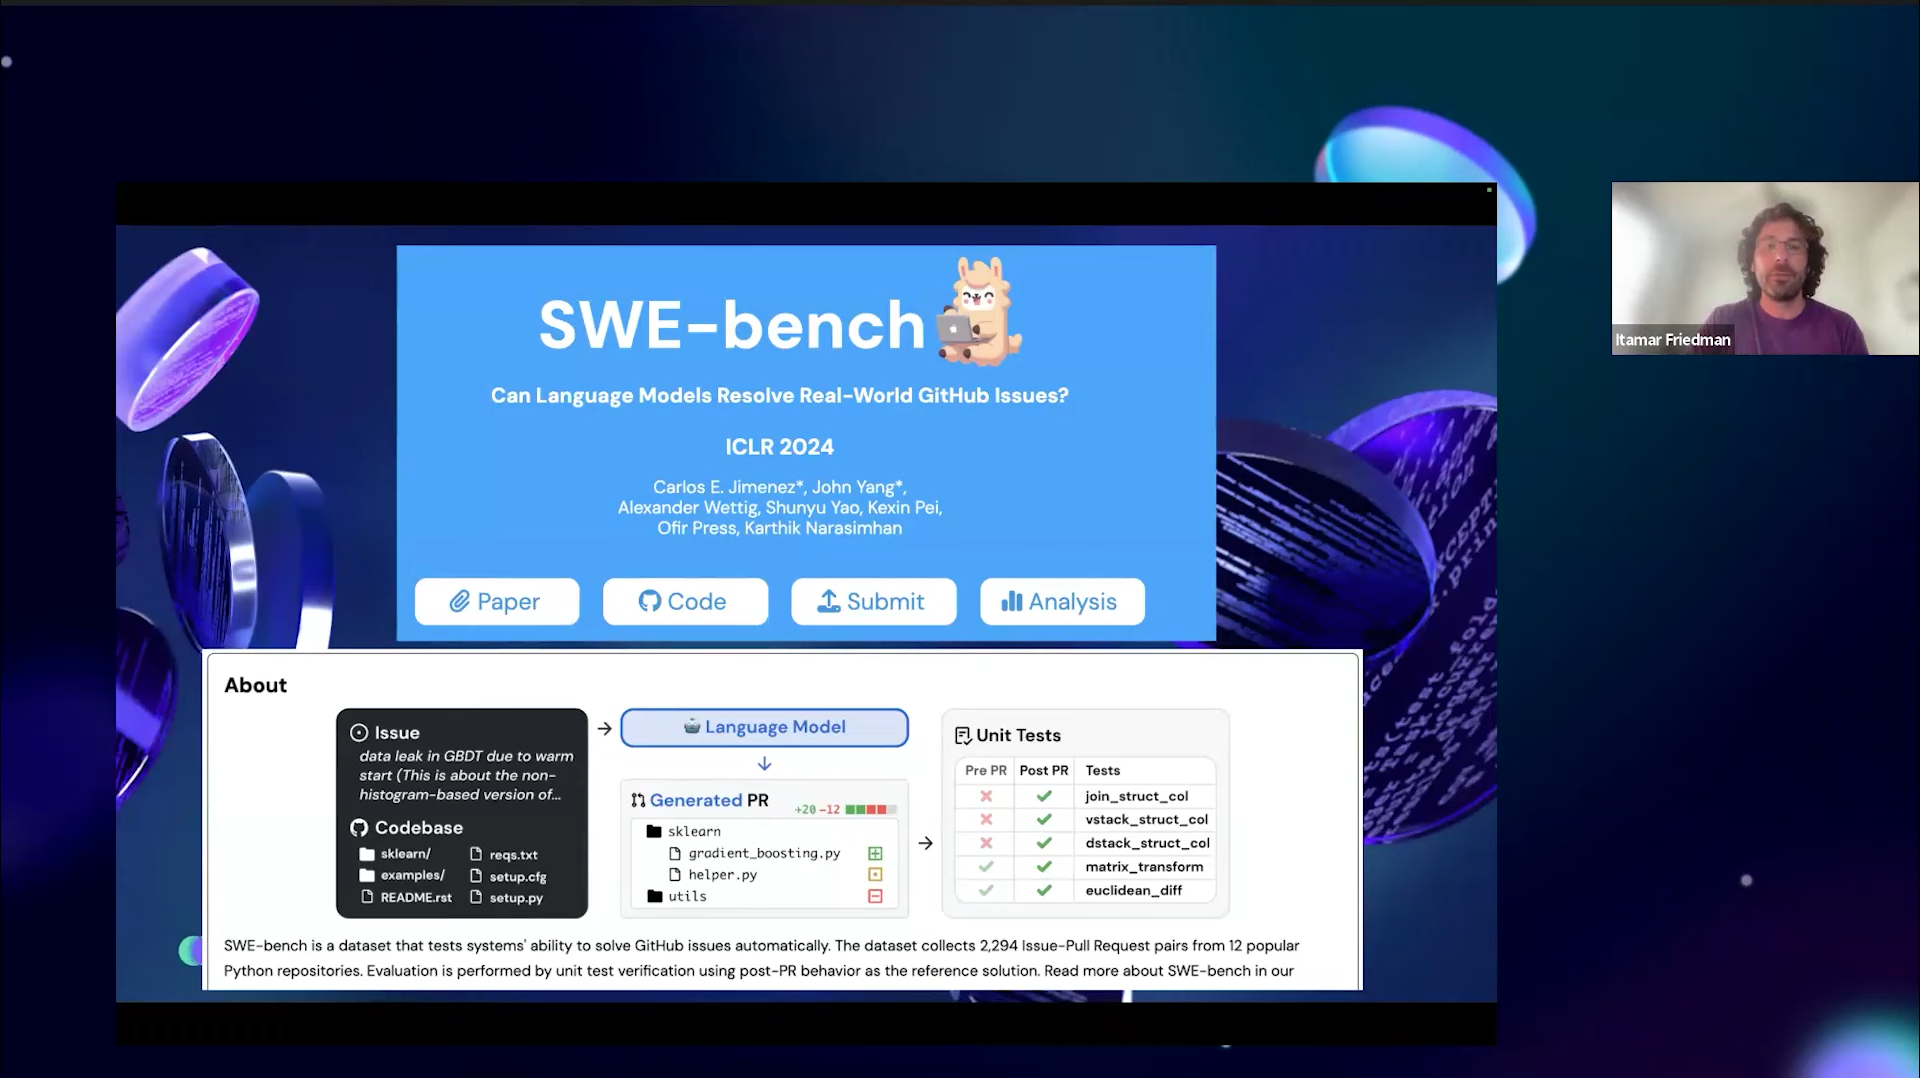 SWE-bench
Can Language Models Resolve Real-World GitHub Issues?
ICLR 2024
Carlos E. Jimenez*, John Yang*,
Alexander Wettig, Shunyu Yao, Kexin Pei,
Ofir Press, Karthik Narasimhan
Paper
Code
Submit
Analysis
Itamar Friedman
About
Issue
data leak in GBDT due to warm
start (This is about the non-
histogram-based version of...
Codebase
sklearn/
reqs.txt
examples/
setup.cfg
README.rst
setup.py
Language Model
Generated PR
+20 -12
sklearn
gradient_boosting.py
helper.py
utils
Unit Tests
Pre PR Post PR Tests
join_struct_col
vstack_struct_col
dstack_struct_col
matrix_transform
euclidean_diff
SWE-bench is a dataset that tests systems' ability to solve GitHub issues automatically. The dataset collects 2,294 Issue-Pull Request pairs from 12 popular
Python repositories. Evaluation is performed by unit test verification using post-PR behavior as the reference solution. Read more about SWE-bench in our